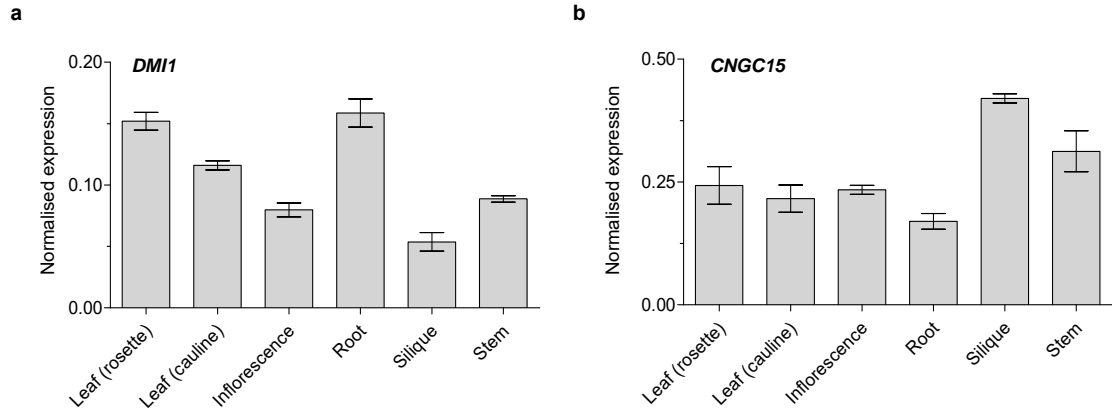 a
DMI1
Normalised expression
0.20
0.10
0.00
Leaf (rosette)
Leaf (cauline)
Inflorescence
Root
Silique
Stem
b
CNGC15
Normalised expression
0.50
0.25
0.00
Leaf (rosette)
Leaf (cauline)
Inflorescence
Root
Silique
Stem